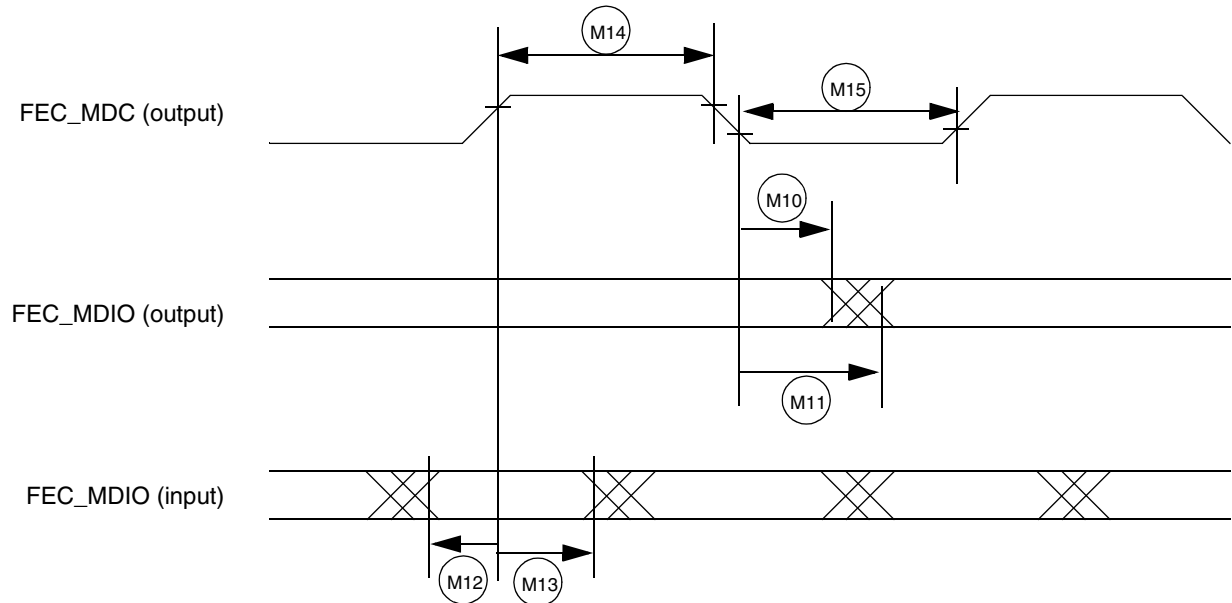 M14
FEC_MDC (output)
M15
M10
FEC_MDIO (output)
M11
FEC_MDIO (input)
M12
M13